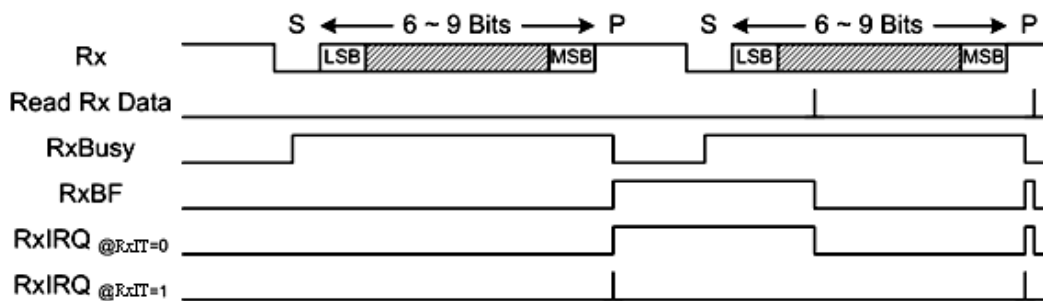 S 6 ~ 9 Bits P S 6 ~ 9 Bits P
Rx LSB MSB LSB MSB
Read Rx Data
RxBusy
RxBF
RxIRQ @RxIT=0
RxIRQ @RxIT=1